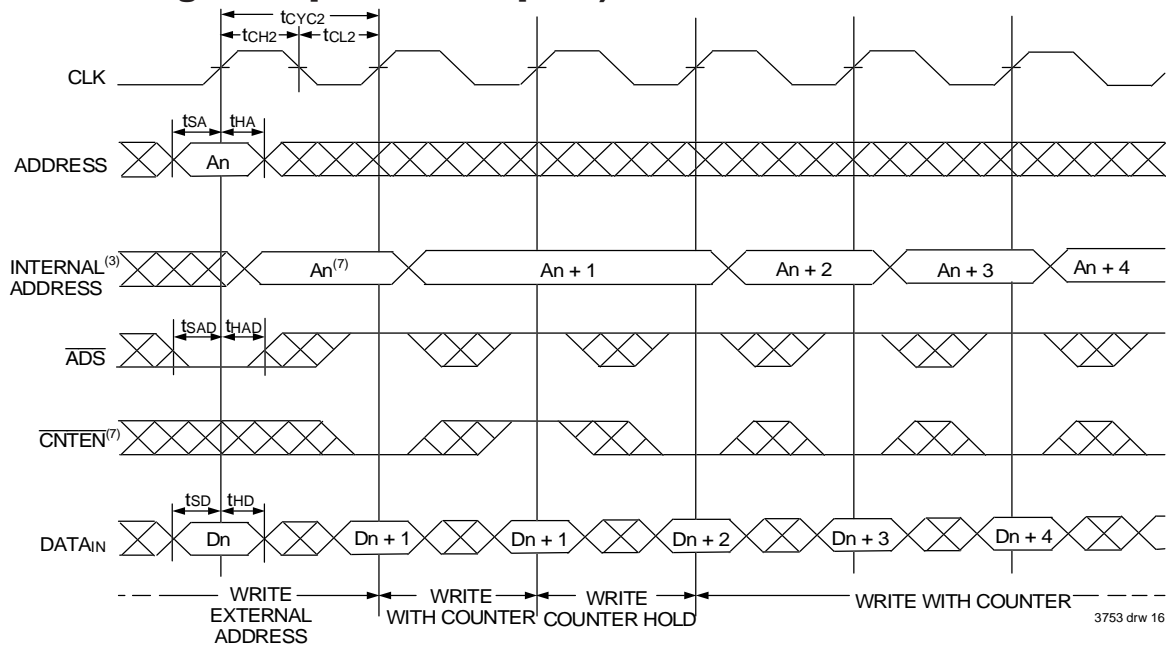 tCYC2
tCH2 tCL2
CLK
tSA tHA
ADDRESS An
INTERNAL(3)
ADDRESS
An(7) An + 1 An + 2 An + 3 An + 4
tSAD tHAD
ADS
CNTEN(7)
tSD tHD
DATAIN Dn Dn + 1 Dn + 1 Dn + 2 Dn + 3 Dn + 4
WRITE
EXTERNAL
ADDRESS
WRITE
WITH COUNTER
WRITE
COUNTER HOLD
WRITE WITH COUNTER
3753 drw 16